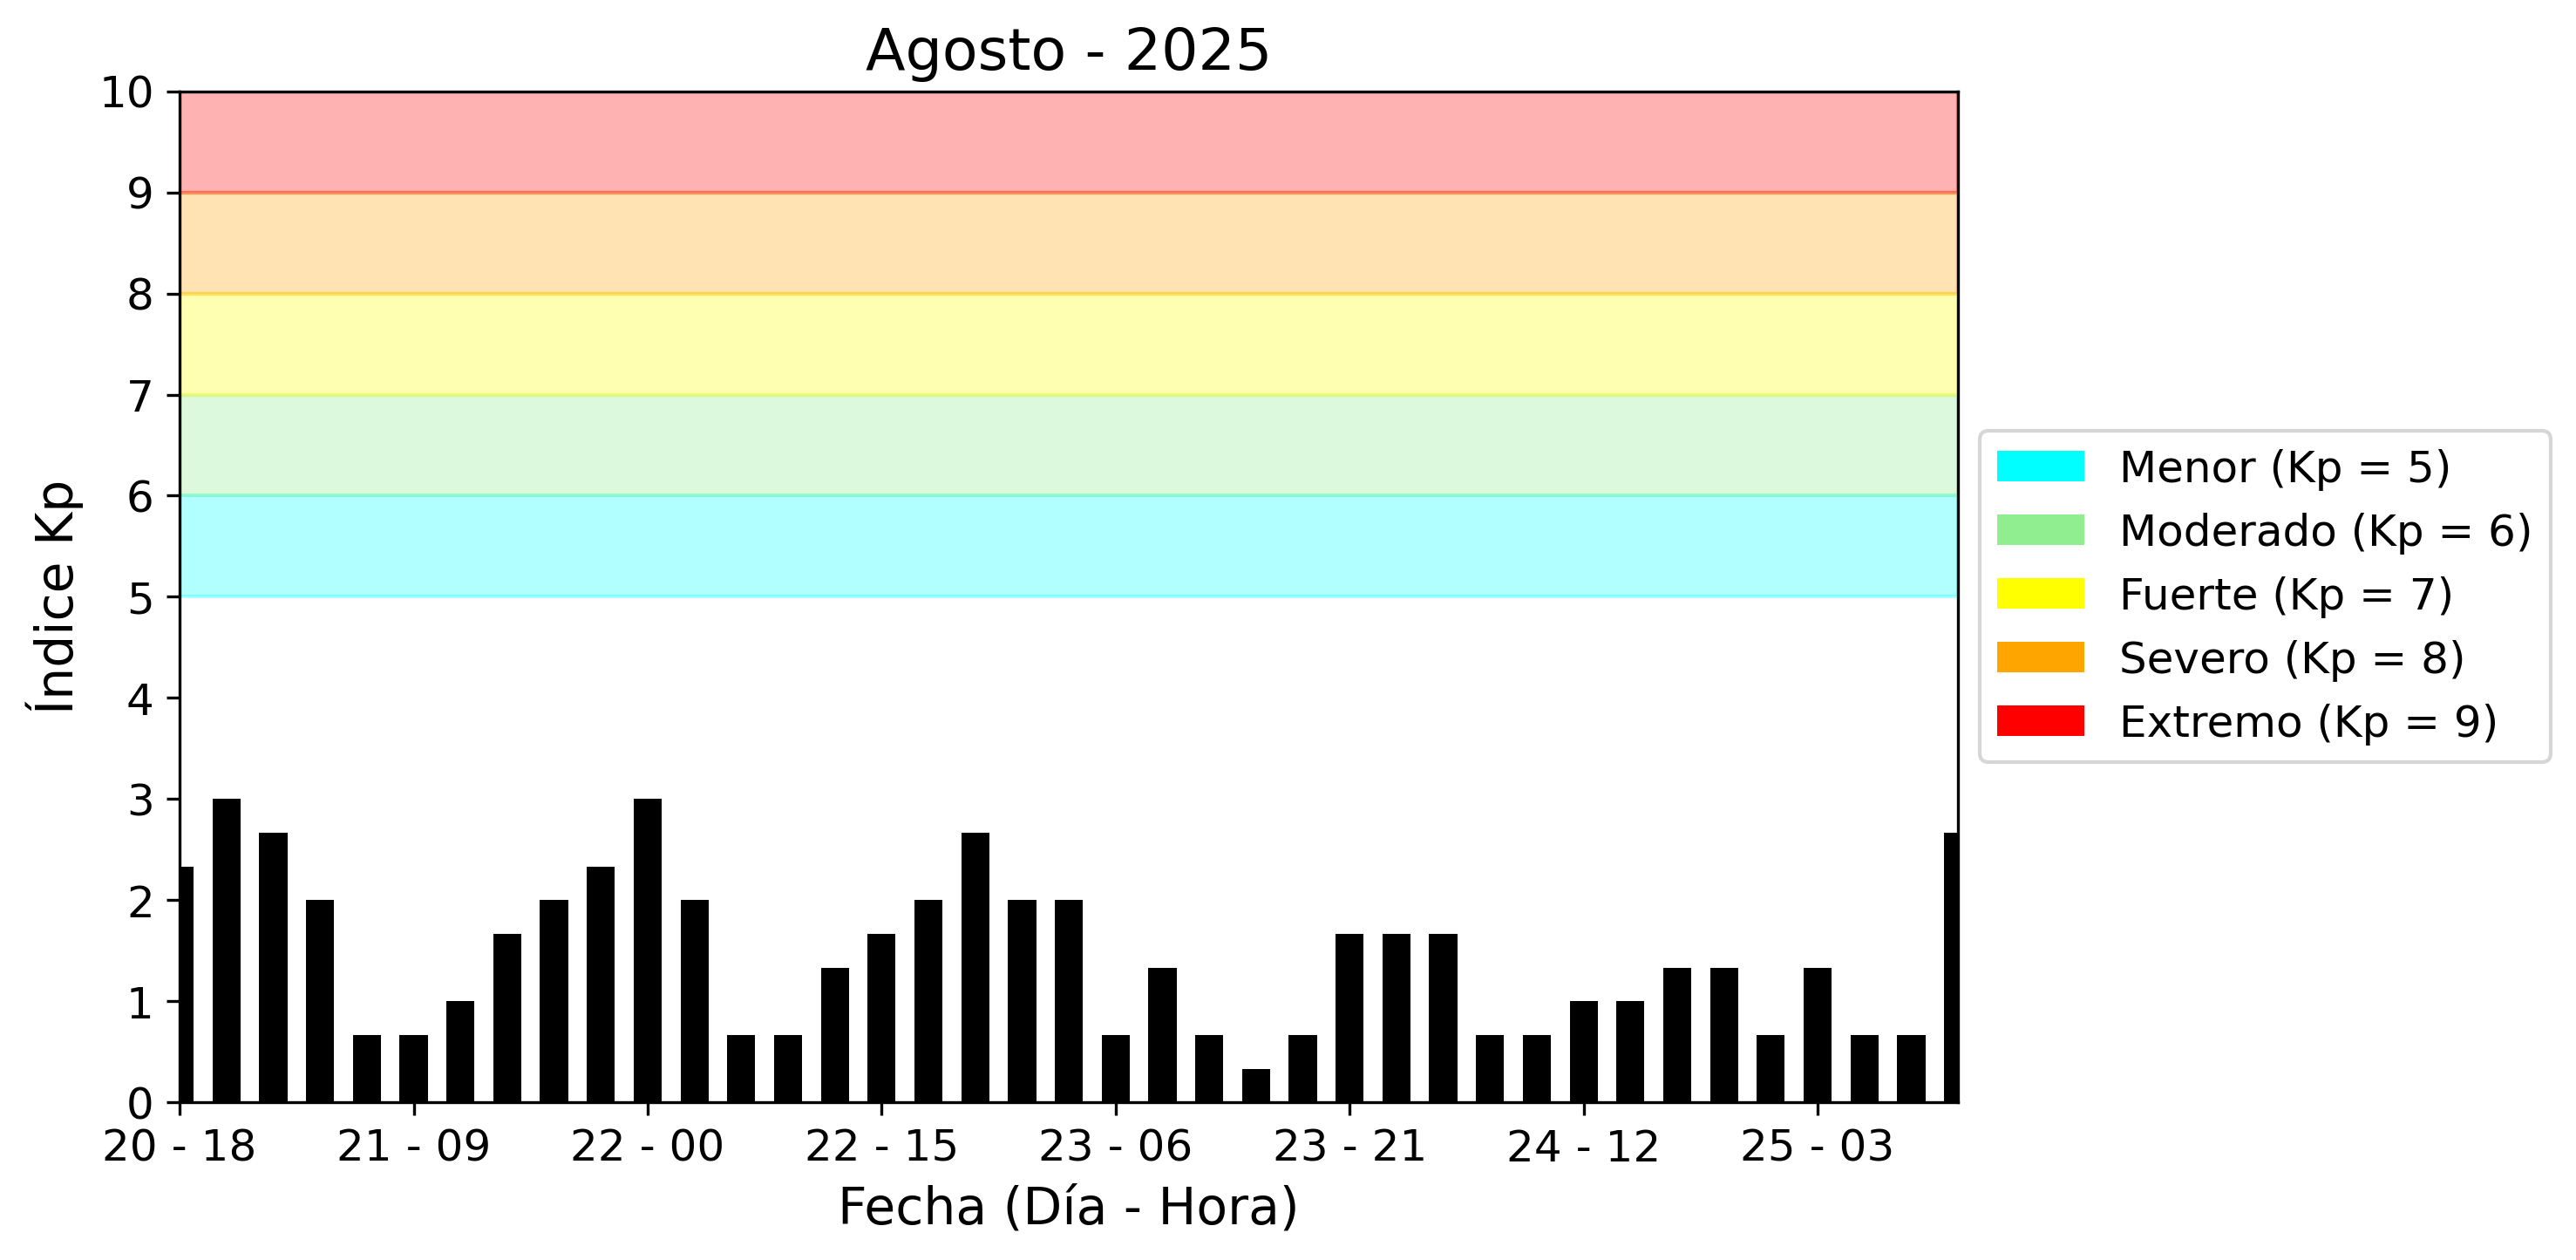 Agosto - 2025
10
9
8
7
6
5
4
3
2
1
0
Índice Kp
20 - 18
21 - 09
22 - 00
22 - 15
23 - 06
23 - 21
24 - 12
25 - 03
Fecha (Día - Hora)
Menor (Kp = 5)
Moderado (Kp = 6)
Fuerte (Kp = 7)
Severo (Kp = 8)
Extremo (Kp = 9)